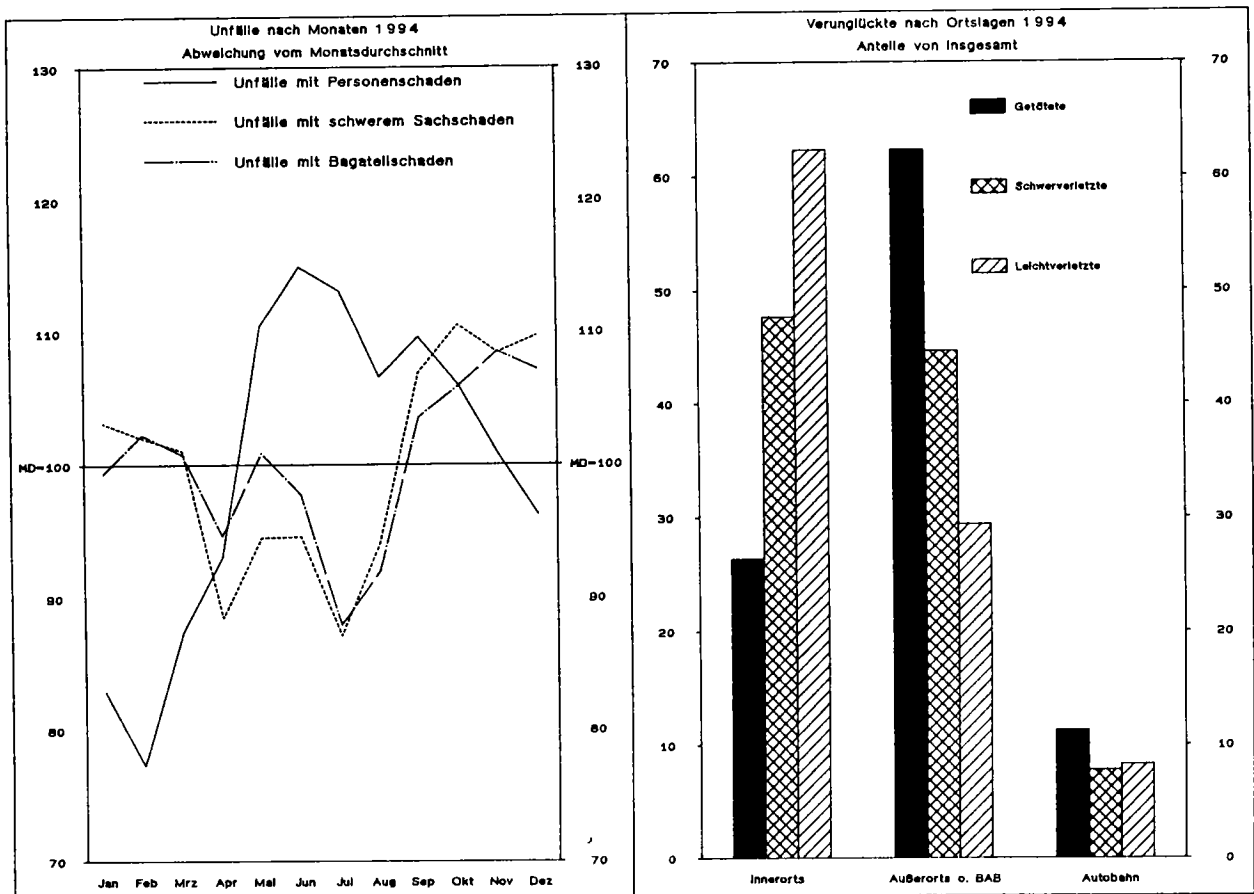 Unfälle nach Monaten 1994
Abweichung vom Monatsdurchschnitt
130
130
Unfälle mit Personenschaden
Unfälle mit schwerem Sachschaden
Unfälle mit Bagatellschaden
120
120
110
110
MD=100
MD=100
90
90
80
80
70
70
Jan Feb Mrz Apr Mai Jun Jul Aug Sep Okt Nov Dez
Verunglückte nach Ortslagen 1994
Anteile von Insgesamt
70
70
Getötete
60
60
Schwerverletzte
Leichtverletzte
50
50
40
40
30
30
20
20
10
10
0
0
Innerorts Außerorts o. BAB Autobahn